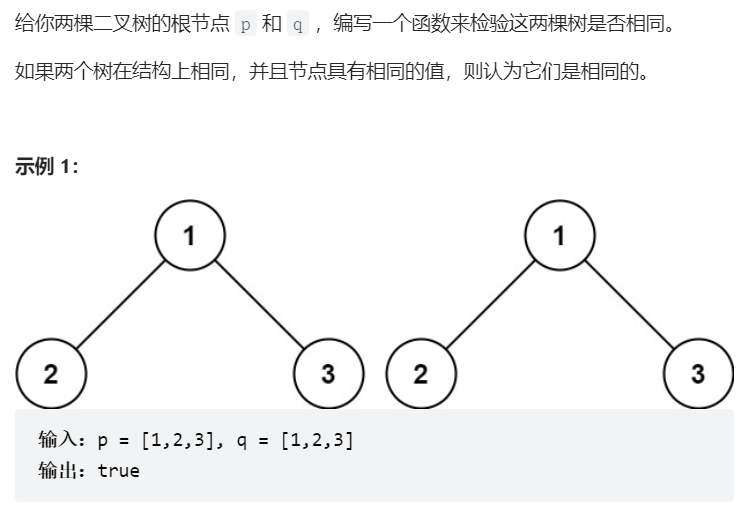 给你两棵二叉树的根节点 p 和 q ，编写一个函数来检验这两棵树是否相同。
如果两个树在结构上相同，并且节点具有相同的值，则认为它们是相同的。
示例 1：
1
1
2
3
2
3
输入：p = [1,2,3], q = [1,2,3]
输出：true